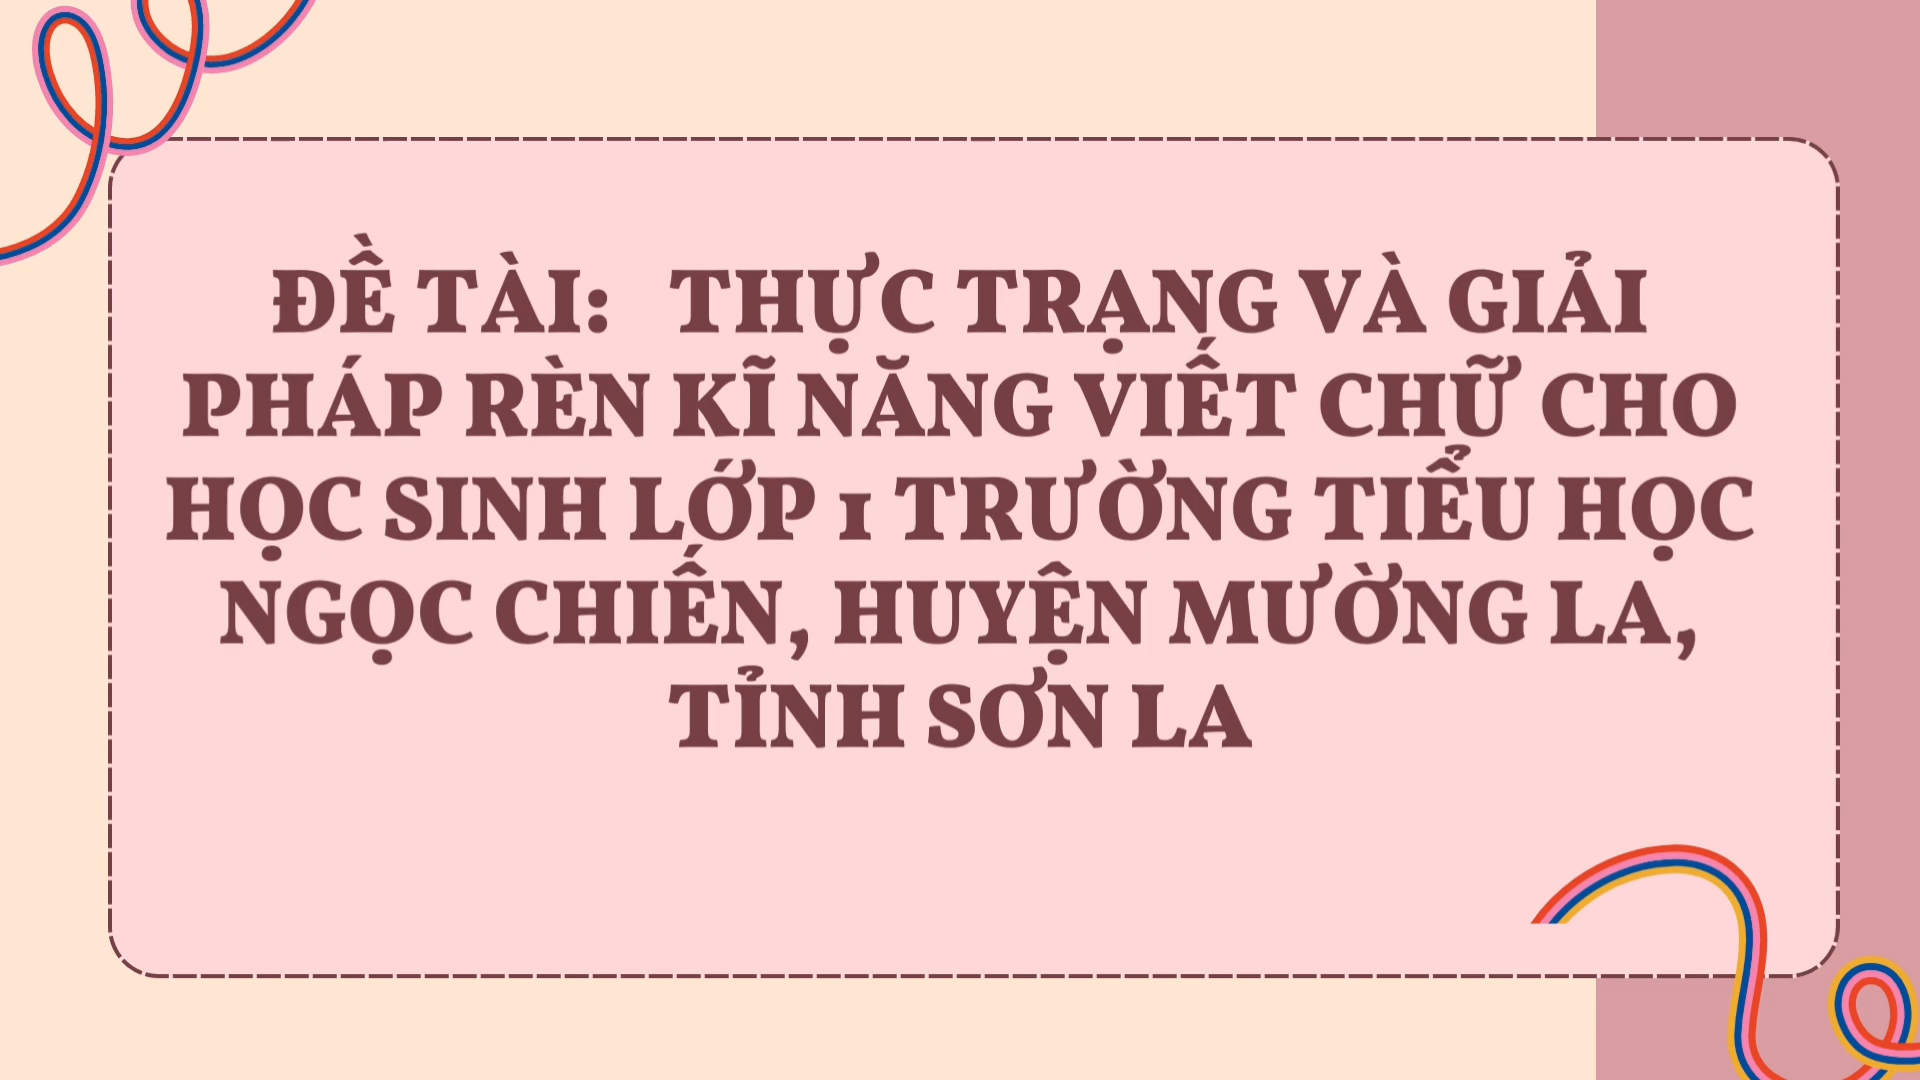 ĐỀ TÀI: THỰC TRẠNG VÀ GIẢI
PHÁP RÈN KĨ NĂNG VIẾT CHỮ CHO
HỌC SINH LỚP 1 TRƯỜNG TIỂU HỌC
NGỌC CHIẾN, HUYỆN MƯỜNG LA,
TỈNH SƠN LA